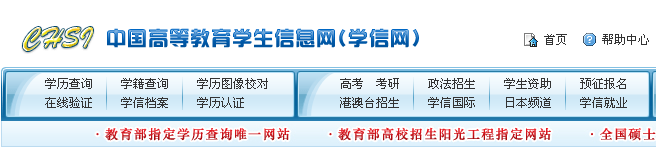 CHSI 中国高等教育学生信息网(学信网) 首页 帮助中心
学历查询 学籍查询 学历图像校对 高考 考研 政法招生 学生资助 预征报名
在线验证 学信档案 学历认证 港澳台招生 学信国际 日本频道 学信就业
·教育部指定学历查询唯一网站 ·教育部高校招生阳光工程指定网站 ·全国硕士